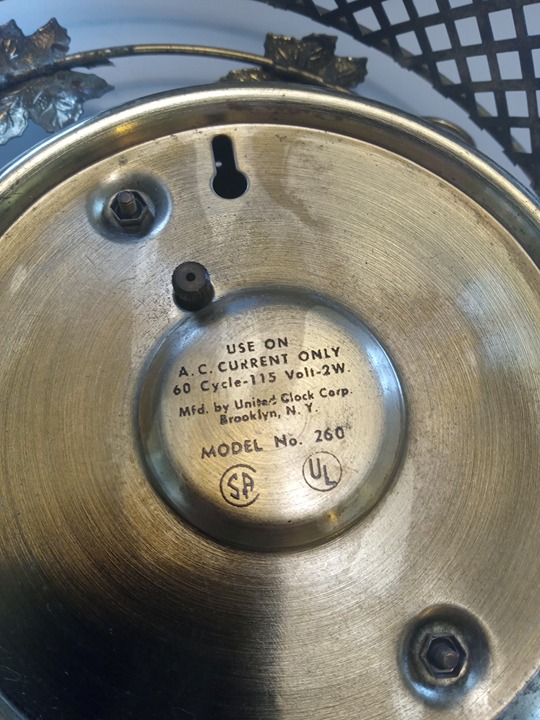 USE ON
A.C. CURRENT ONLY
60 Cycle-115 Volt-2W.
Mfd. by United Clock Corp.
Brooklyn, N.Y.
MODEL No. 260
SA
UL